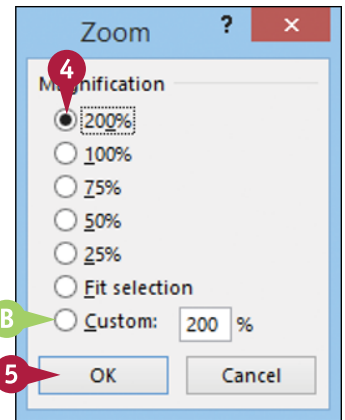 Zoom ? ×
4
Magnification
200%
100%
75%
50%
25%
Fit selection
B Custom: 200 %
5 OK Cancel